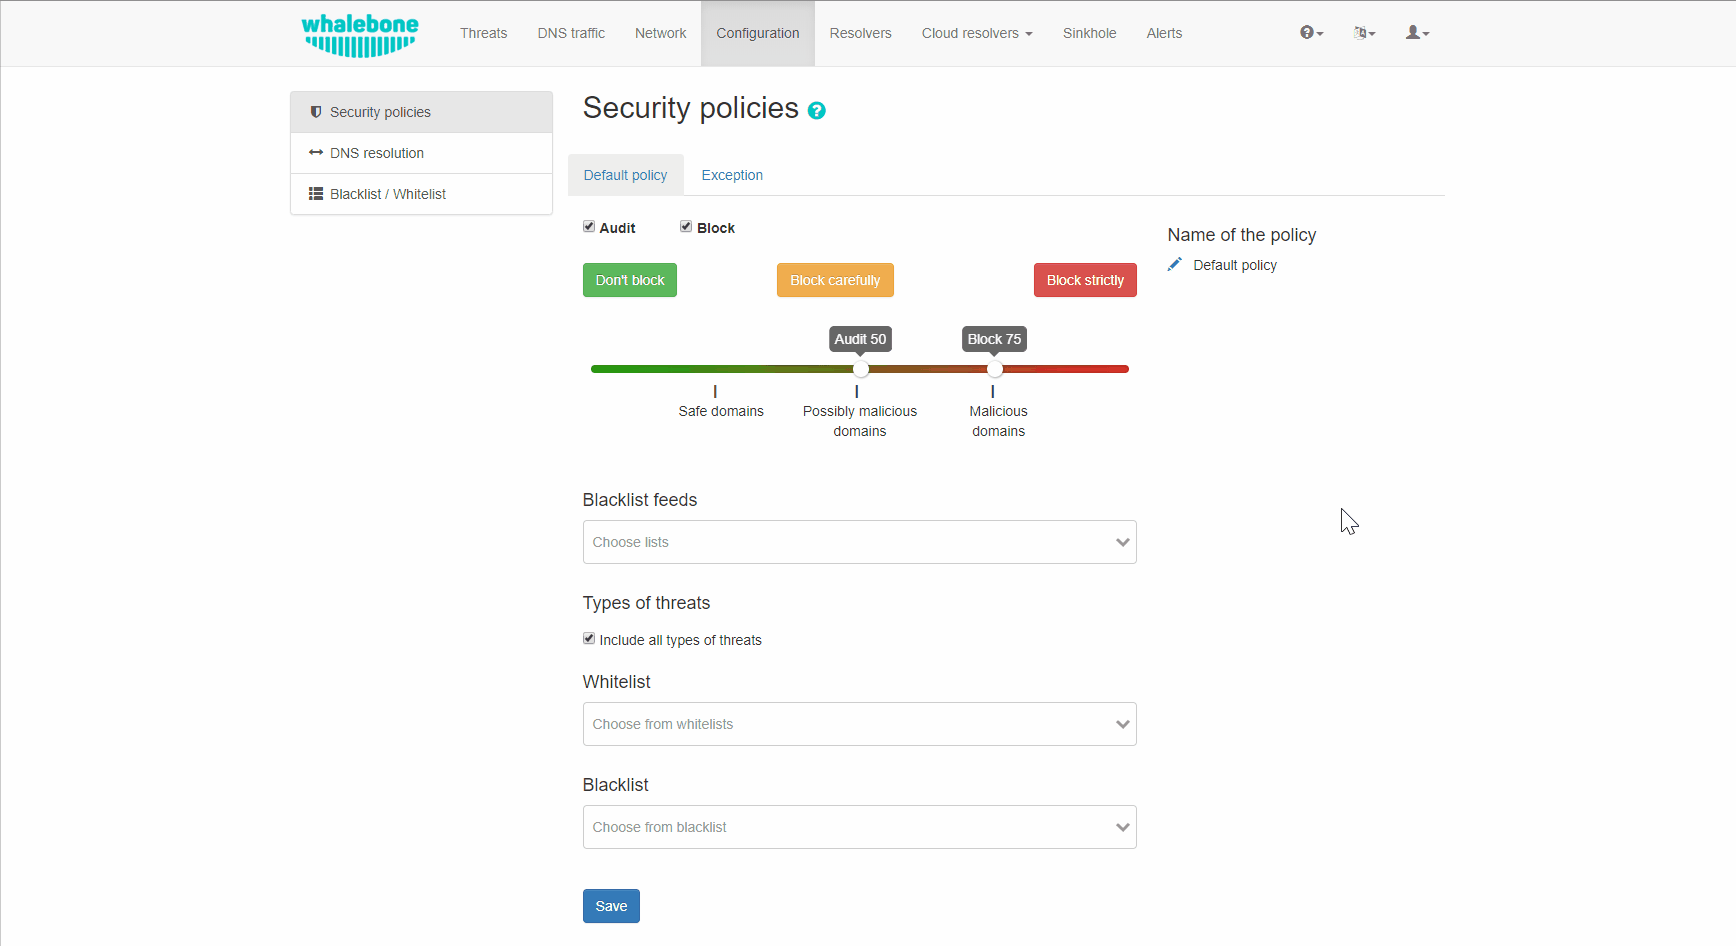 whalebone
Threats DNS traffic Network Configuration Resolvers Cloud resolvers Sinkhole Alerts
Security policies
DNS resolution
Blacklist / Whitelist
Security policies ?
Default policy Exception
Audit Block
Don't block Block carefully Block strictly
Audit 50 Block 75
Safe domains
Possibly malicious
domains
Malicious
domains
Name of the policy
Default policy
Blacklist feeds
Choose lists
Types of threats
Include all types of threats
Whitelist
Choose from whitelists
Blacklist
Choose from blacklist
Save